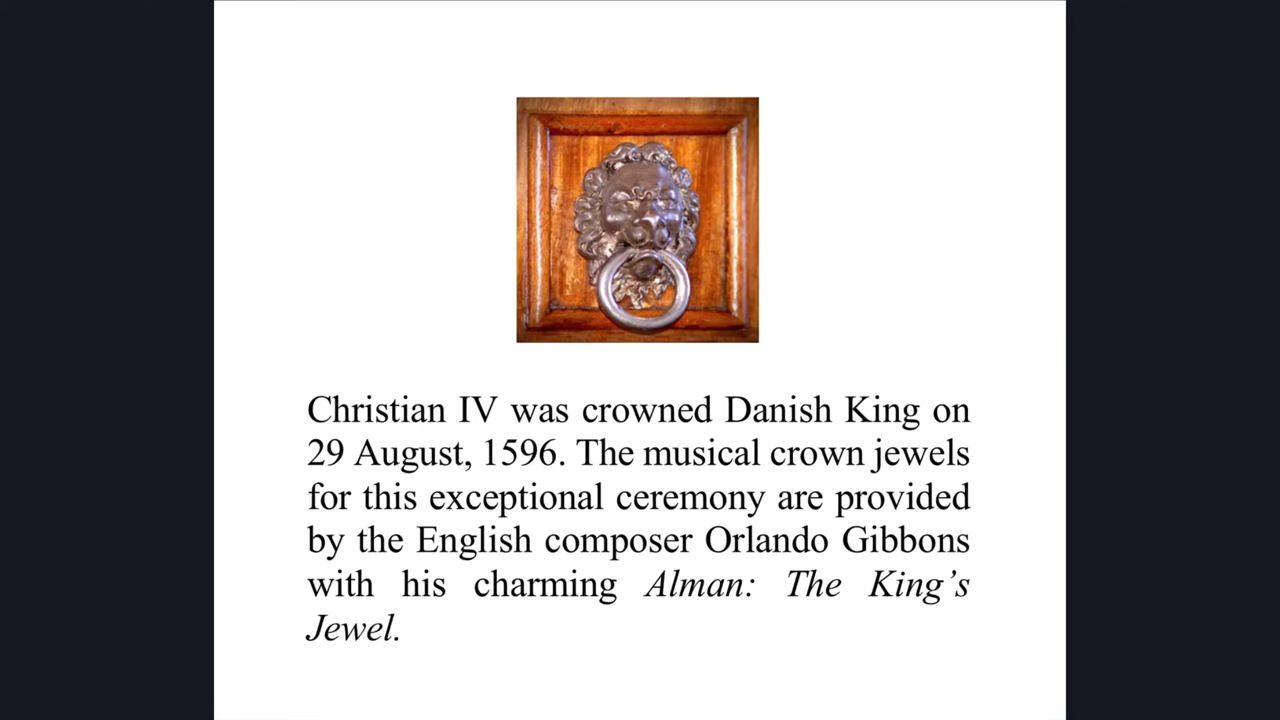 Christian IV was crowned Danish King on
29 August, 1596. The musical crown jewels
for this exceptional ceremony are provided
by the English composer Orlando Gibbons
with his charming Alman: The King’s
Jewel.